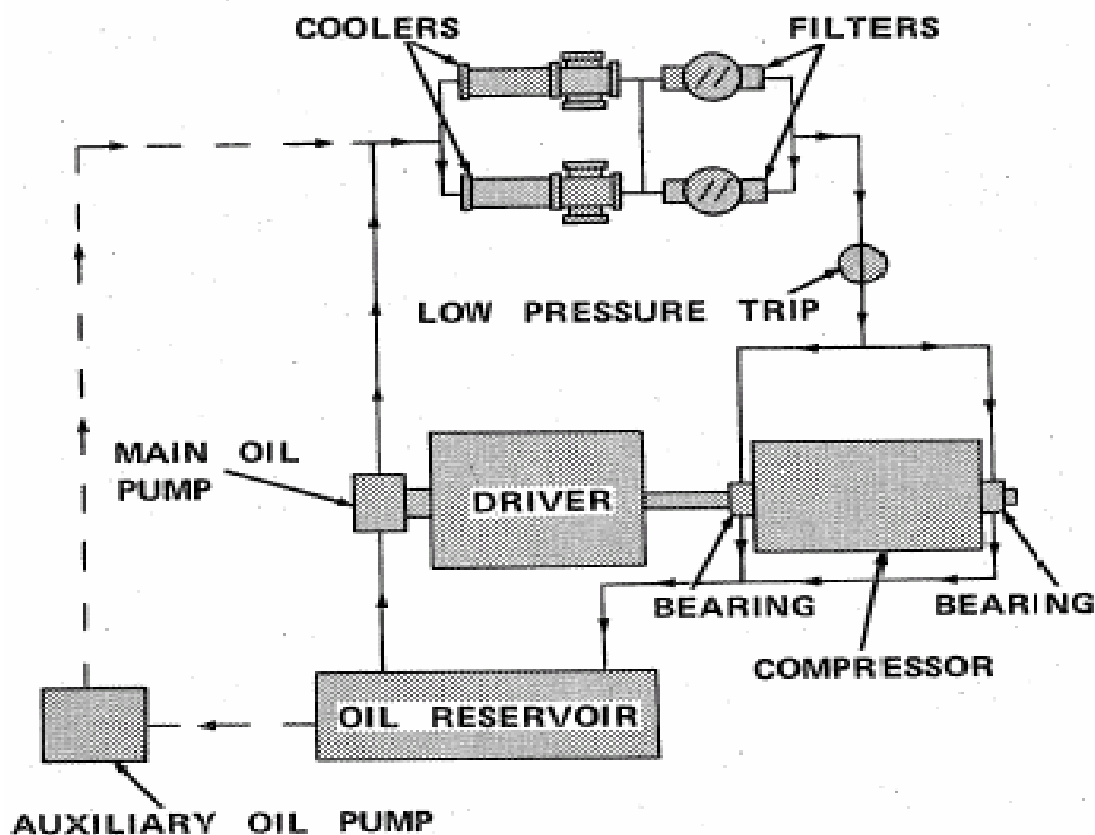 COOLERS
FILTERS
LOW PRESSURE TRIP
MAIN OIL
PUMP
DRIVER
BEARING
BEARING
COMPRESSOR
OIL RESERVOIR
AUXILIARY OIL PUMP